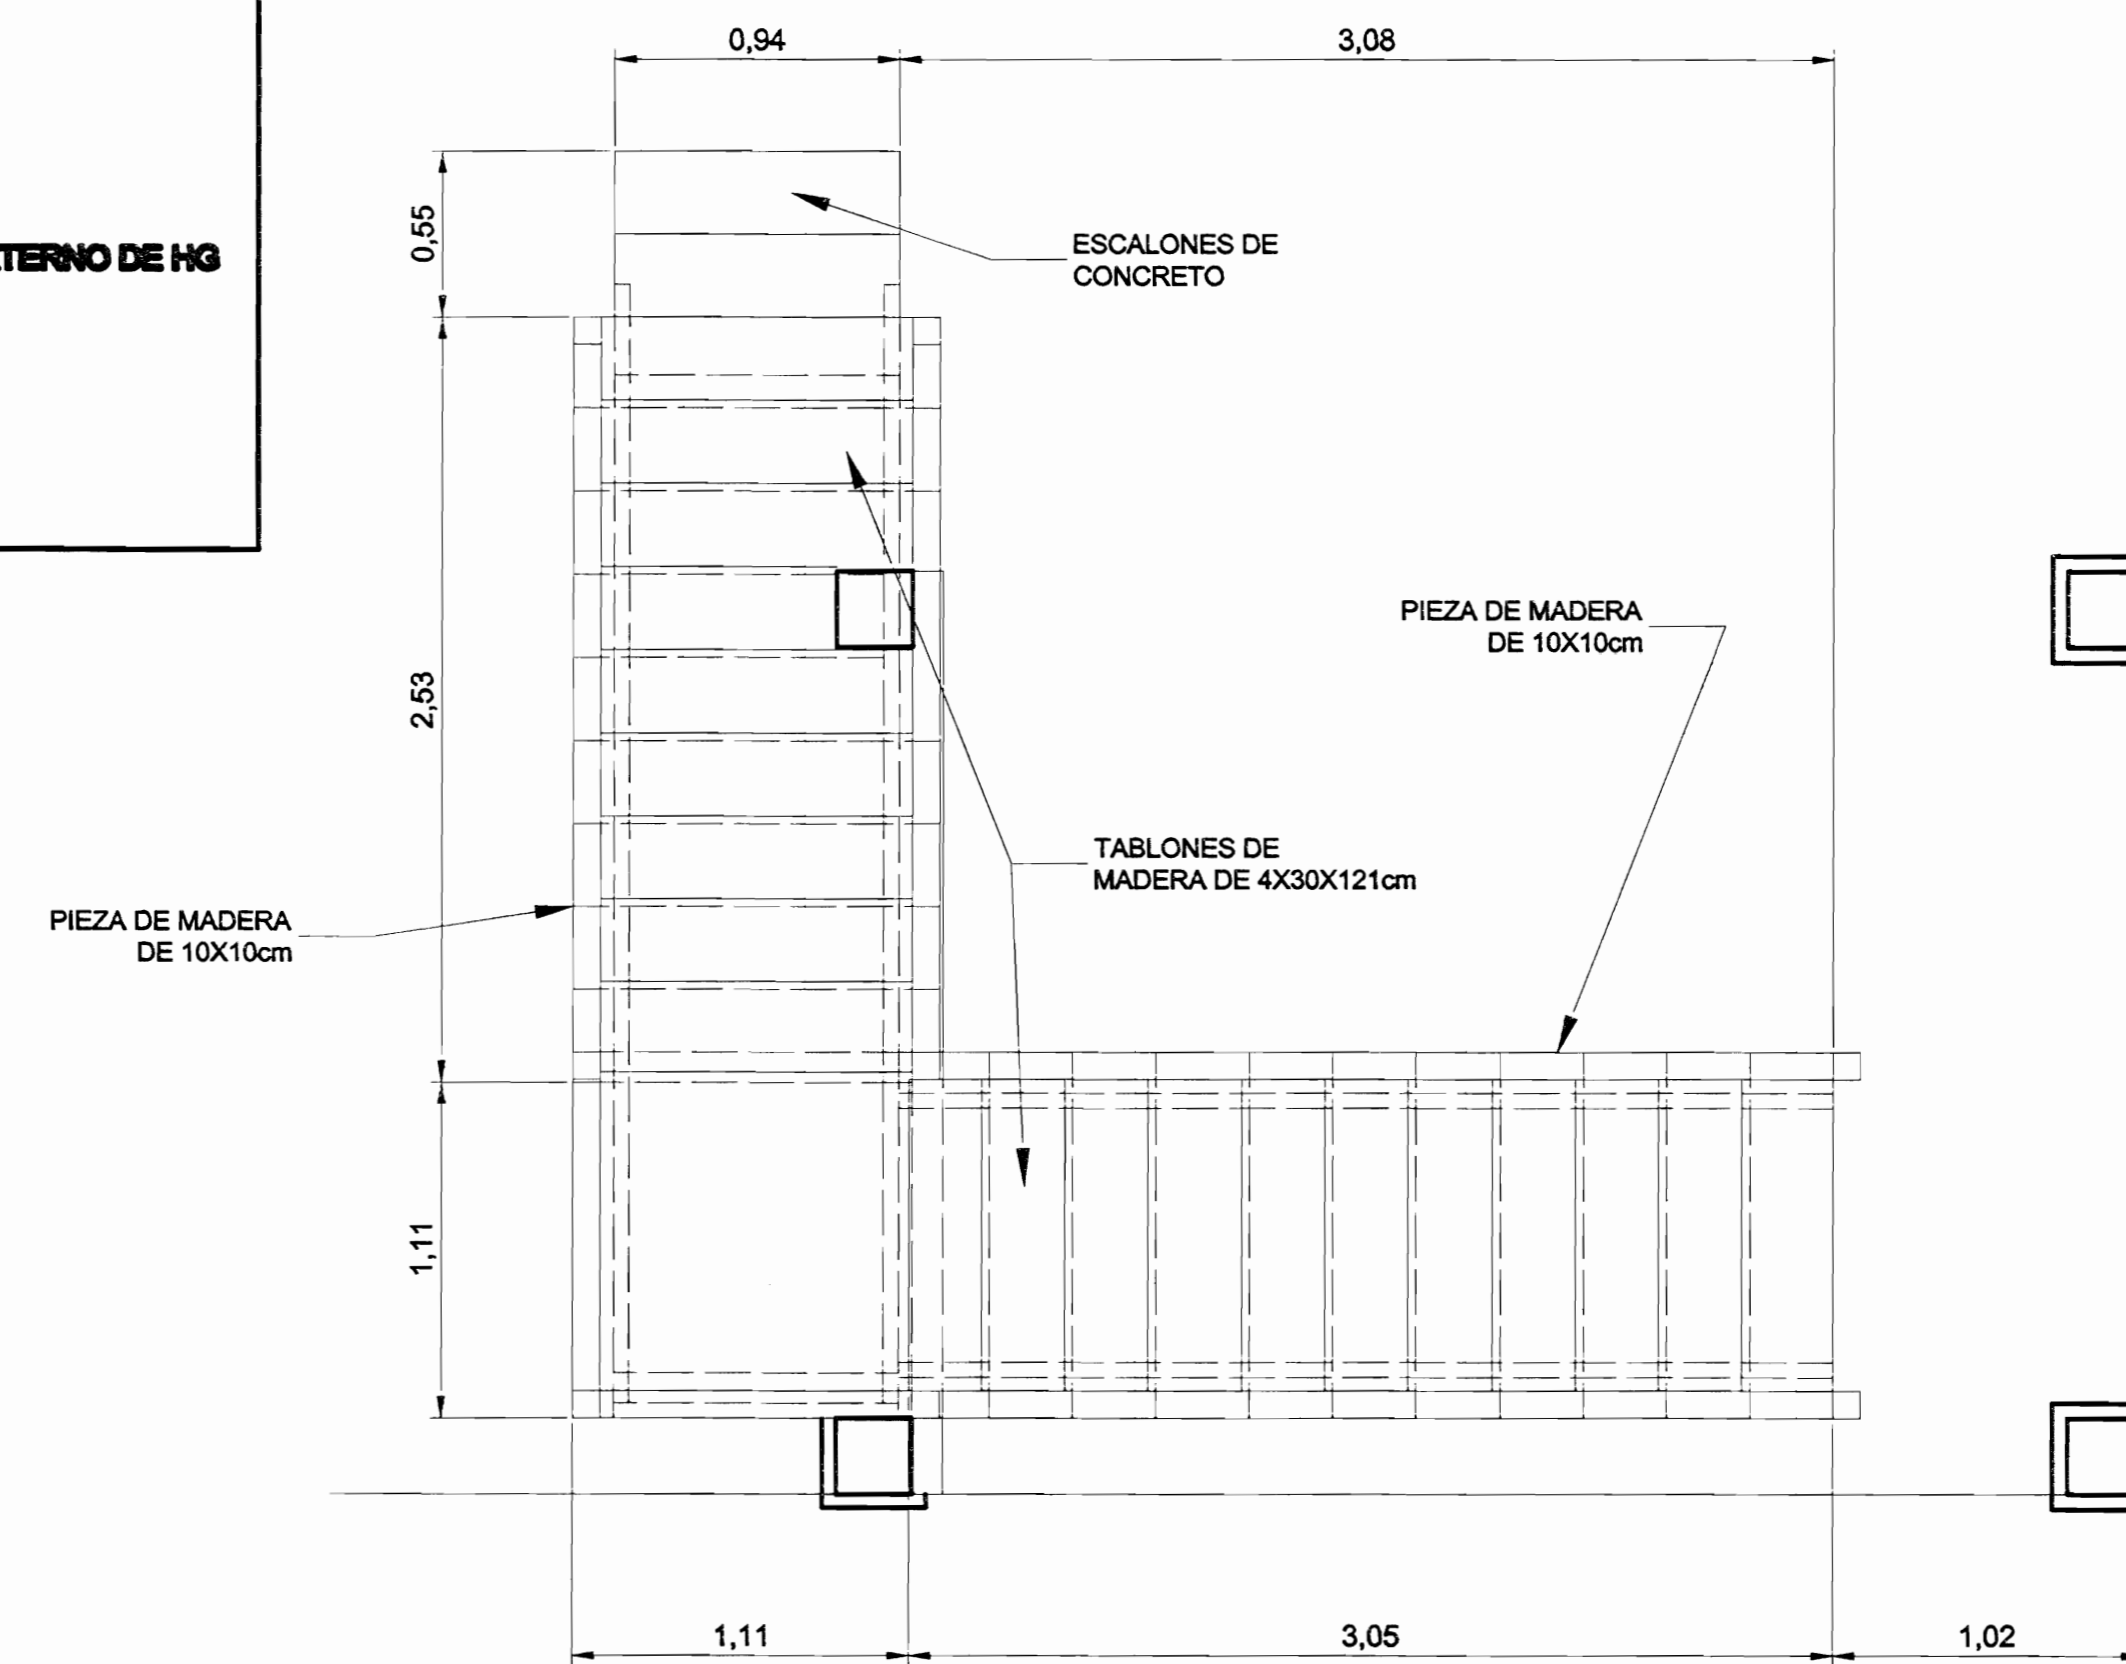 0,94
3,08
0,55
ESCALONES DE
CONCRETO
DE HG
PIEZA DE MADERA
DE 10X10cm
2,53
TABLONES DE
MADERA DE 4X30X121cm
PIEZA DE MADERA
DE 10X10cm
1,11
1,11
3,05
1,02